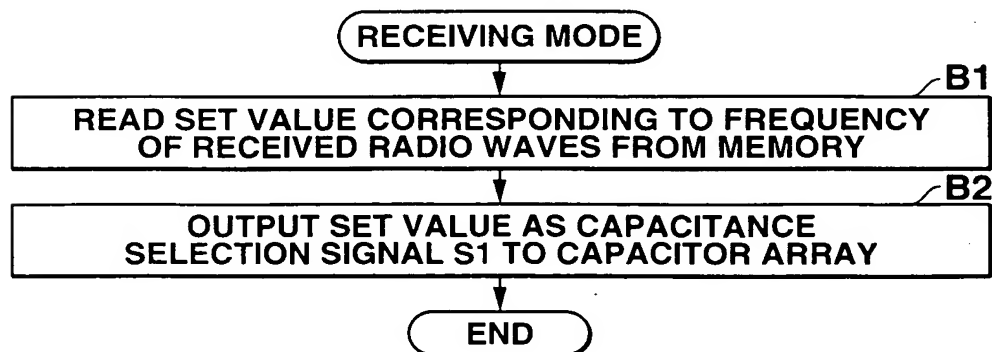 RECEIVING MODE
B1
READ SET VALUE CORRESPONDING TO FREQUENCY
OF RECEIVED RADIO WAVES FROM MEMORY
B2
OUTPUT SET VALUE AS CAPACITANCE
SELECTION SIGNAL S1 TO CAPACITOR ARRAY
END